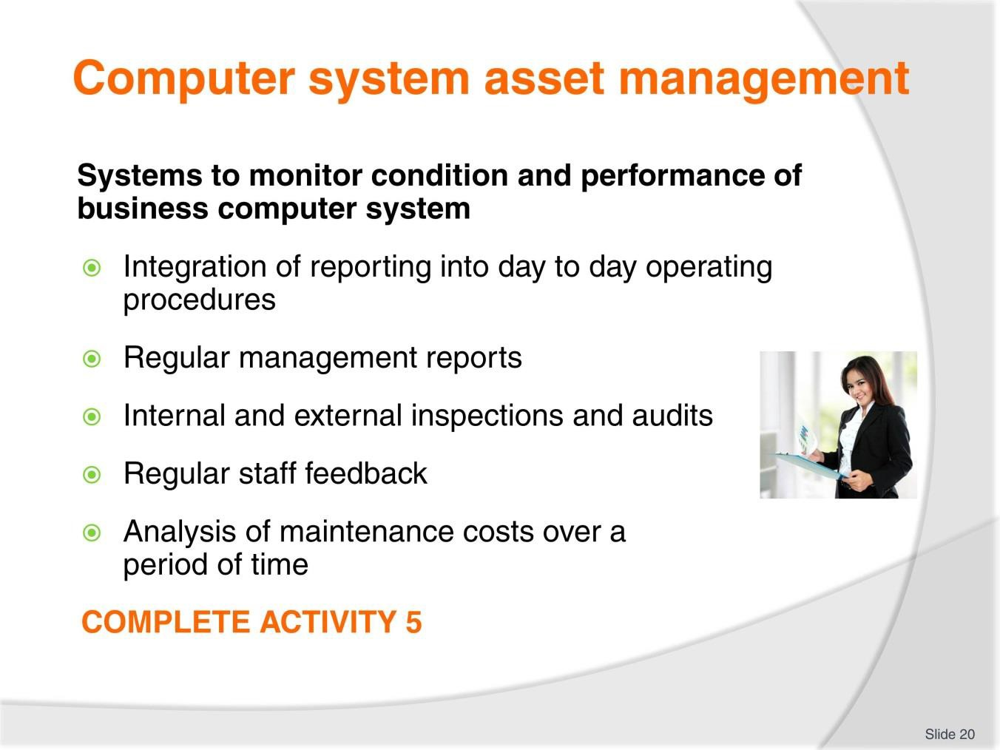 Computer system asset management
Systems to monitor condition and performance of
business computer system
Integration of reporting into day to day operating
procedures
Regular management reports
Internal and external inspections and audits
Regular staff feedback
Analysis of maintenance costs over a
period of time
COMPLETE ACTIVITY 5
Slide 20